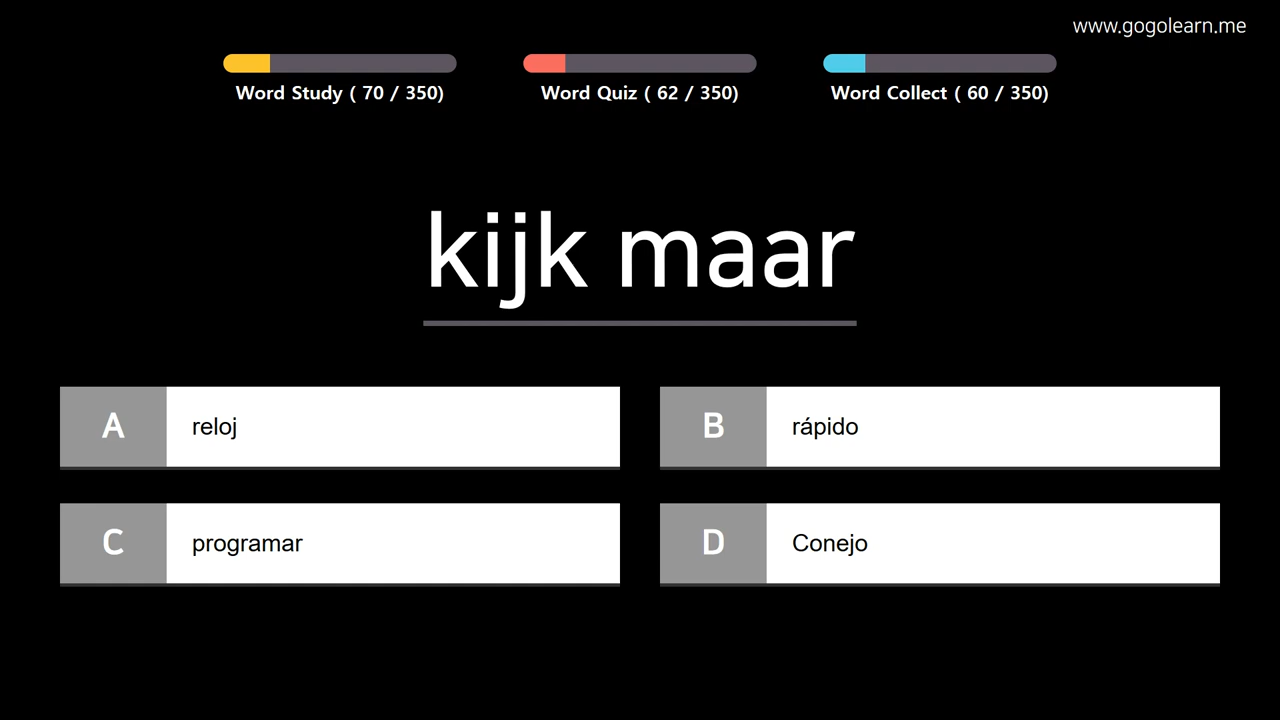 www.gogolearn.me
Word Study ( 70 / 350)
Word Quiz ( 62 / 350)
Word Collect ( 60 / 350)
kijk maar
A reloj
B rápido
C programar
D Conejo